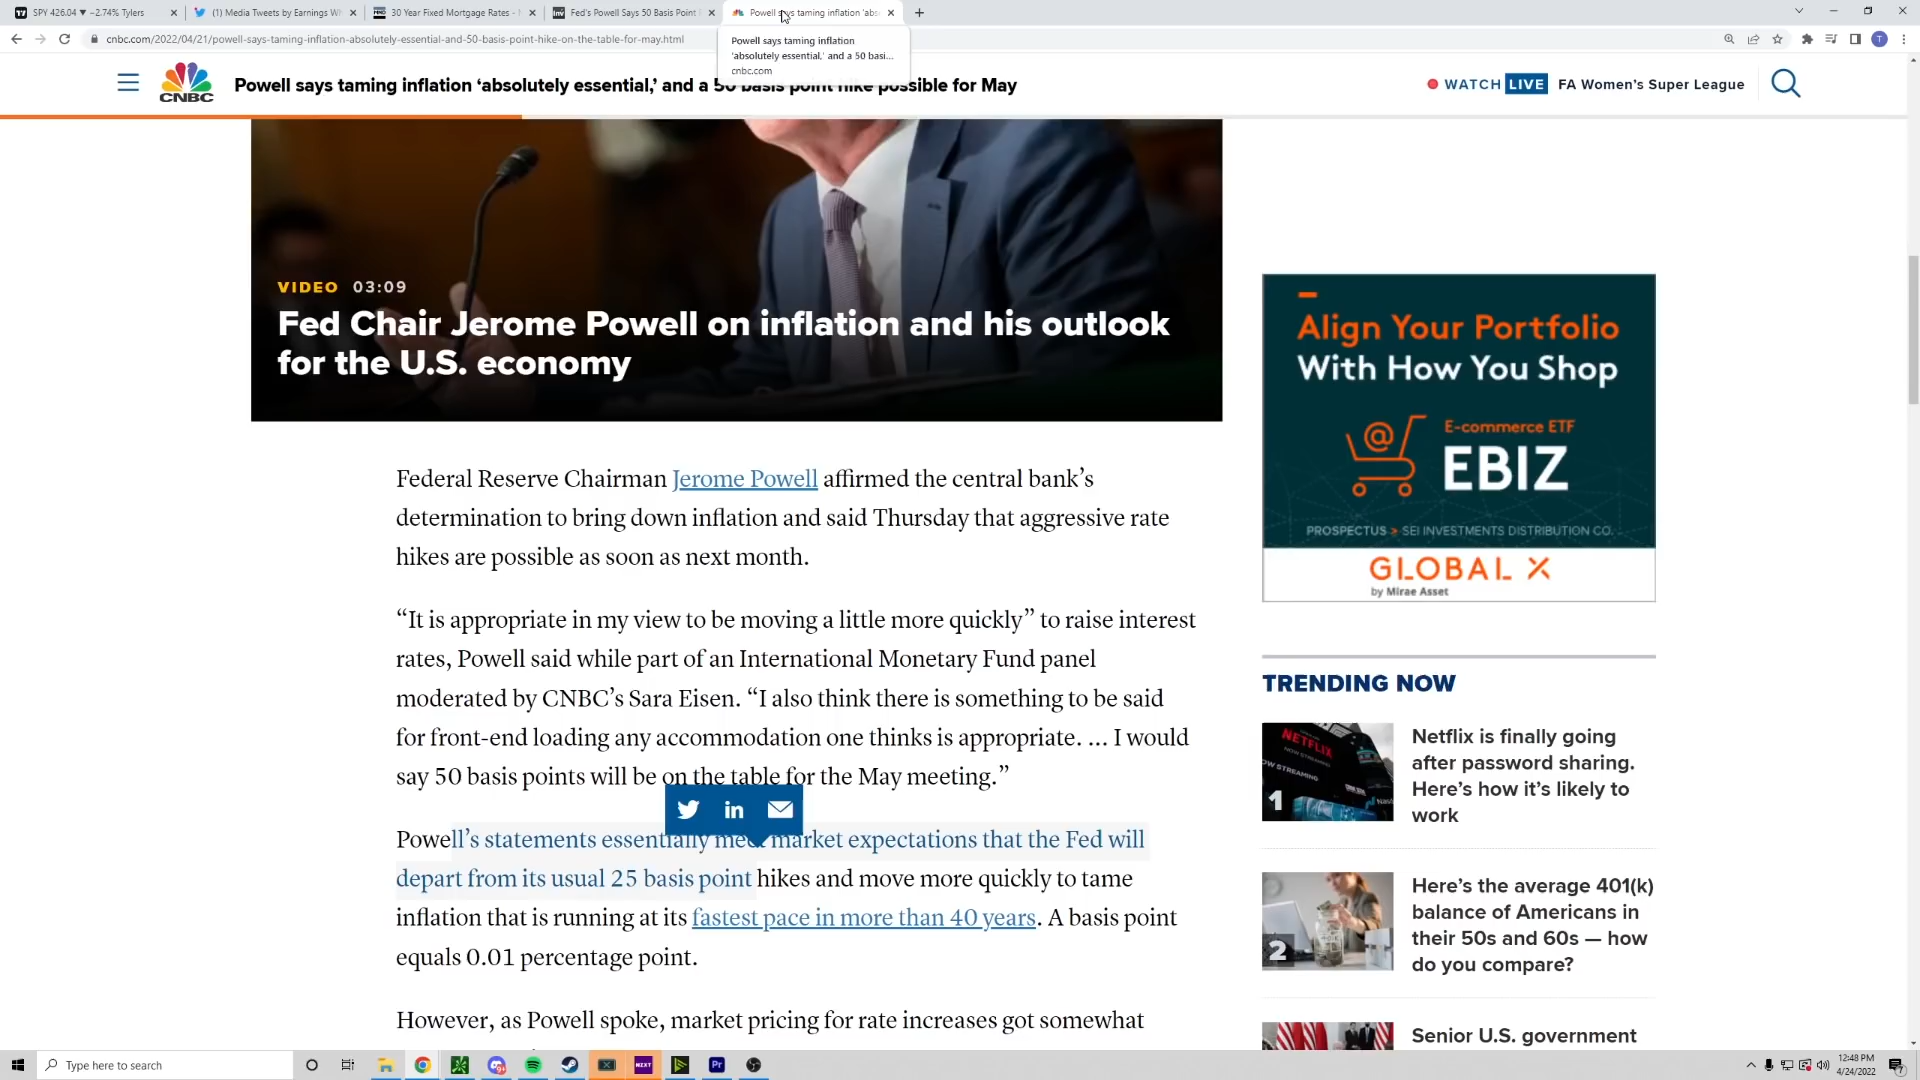 SPY 426.04 ▼ −2.74% Tylers
(1) Media Tweets by Earnings Wh
30 Year Fixed Mortgage Rates -
Fed's Powell Says 50 Basis Point
Powell says taming inflation 'abs
cnbc.com/2022/04/21/powell-says-taming-inflation-absolutely-essential-and-50-basis-point-hike-on-the-table-for-may.html
T
Powell says taming inflation
'absolutely essential,' and a 50 basi...
cnbc.com
CNBC
Powell says taming inflation ‘absolutely essential,’ and a 50 basis point hike possible for May
WATCH LIVE FA Women’s Super League
VIDEO 03:09
Fed Chair Jerome Powell on inflation and his outlook
for the U.S. economy
Federal Reserve Chairman Jerome Powell affirmed the central bank’s
determination to bring down inflation and said Thursday that aggressive rate
hikes are possible as soon as next month.
“It is appropriate in my view to be moving a little more quickly” to raise interest
rates, Powell said while part of an International Monetary Fund panel
moderated by CNBC’s Sara Eisen. “I also think there is something to be said
for front-end loading any accommodation one thinks is appropriate. … I would
say 50 basis points will be on the table for the May meeting.”
in
Powell’s statements essentially meet market expectations that the Fed will
depart from its usual 25 basis point hikes and move more quickly to tame
inflation that is running at its fastest pace in more than 40 years. A basis point
equals 0.01 percentage point.
However, as Powell spoke, market pricing for rate increases got somewhat
Align Your Portfolio
With How You Shop
@
E-commerce ETF
EBIZ
PROSPECTUS > SEI INVESTMENTS DISTRIBUTION CO.
GLOBAL X
by Mirae Asset
TRENDING NOW
NETFLIX
1
Netflix is finally going
after password sharing.
Here’s how it’s likely to
work
2
Here’s the average 401(k)
balance of Americans in
their 50s and 60s — how
do you compare?
Senior U.S. government
Type here to search
NEXT
Pr
12:48 PM
4/24/2022